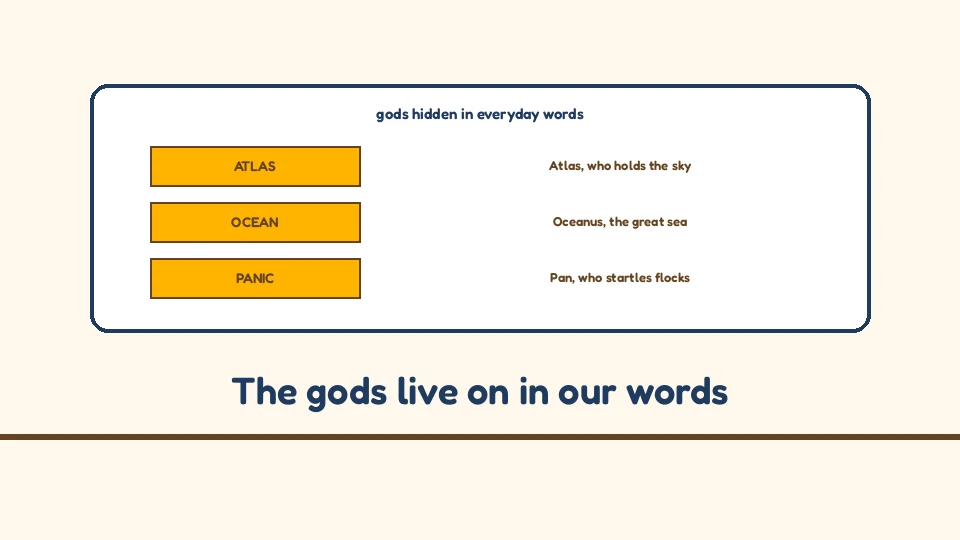 gods hidden in everyday words
ATLAS
Atlas, who holds the sky
OCEAN
Oceanus, the great sea
PANIC
Pan, who startles flocks
The gods live on in our words